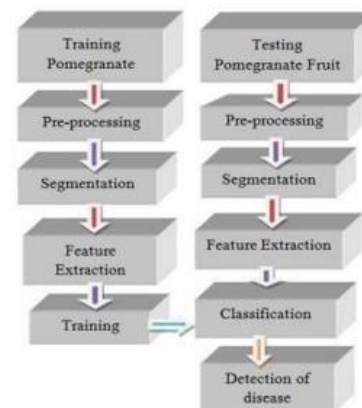 Training
Pomegranate
Pre-processing
Segmentation
Feature
Extraction
Training
Testing
Pomegranate Fruit
Pre-processing
Segmentation
Feature Extraction
Classification
Detection of
disease